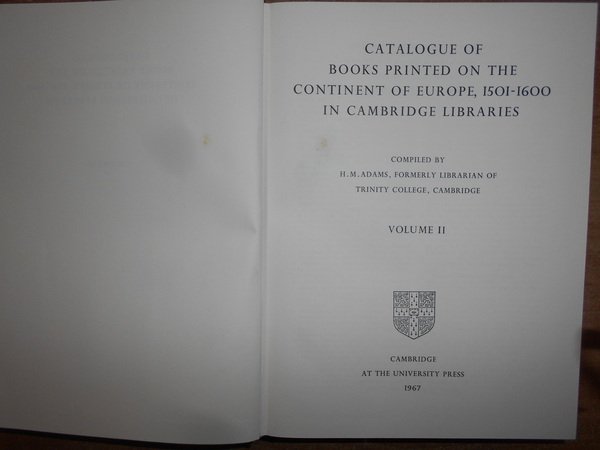 CATALOGUE OF
BOOKS PRINTED ON THE
CONTINENT OF EUROPE, 1501-1600
IN CAMBRIDGE LIBRARIES
COMPILED BY
H. M. ADAMS, FORMERLY LIBRARIAN OF
TRINITY COLLEGE, CAMBRIDGE
VOLUME II
CAMBRIDGE
AT THE UNIVERSITY PRESS
1967